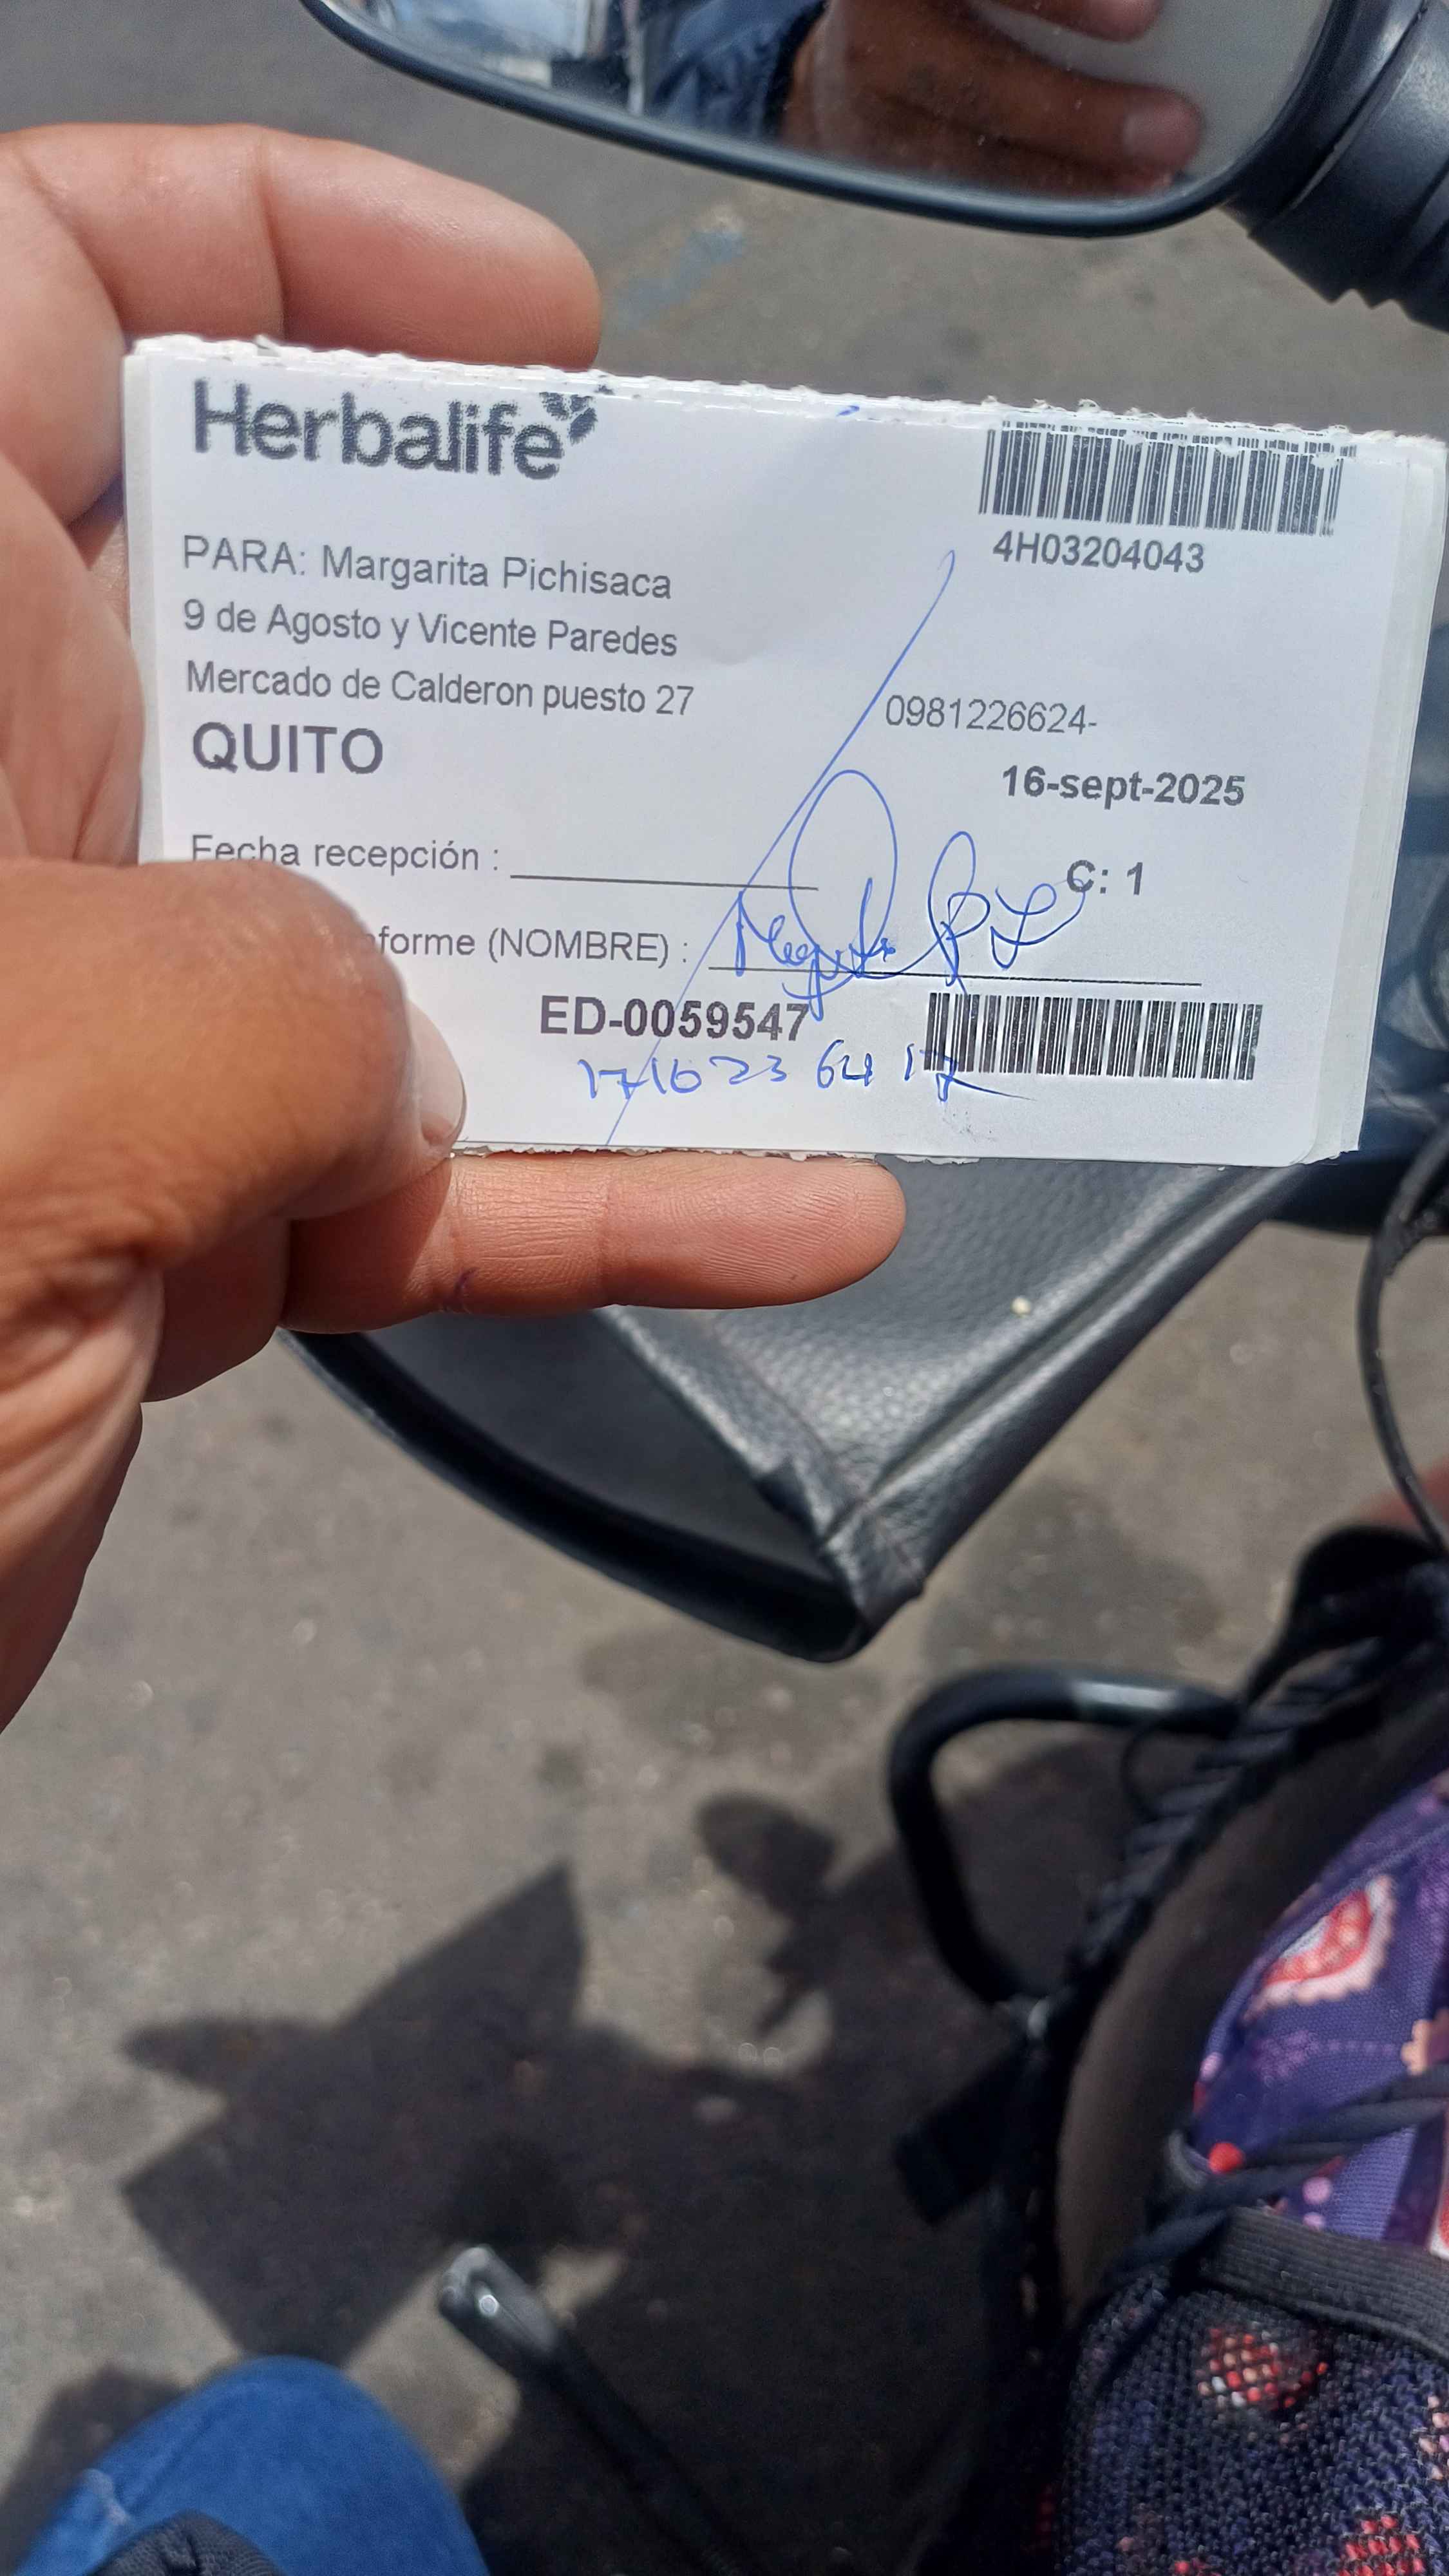 Herbalife
4H03204043
PARA: Margarita Pichisaca
9 de Agosto y Vicente Paredes
Mercado de Calderon puesto 27
0981226624-
QUITO
16-sept-2025
Fecha recepción :
C: 1
forme (NOMBRE) :
ED-0059547